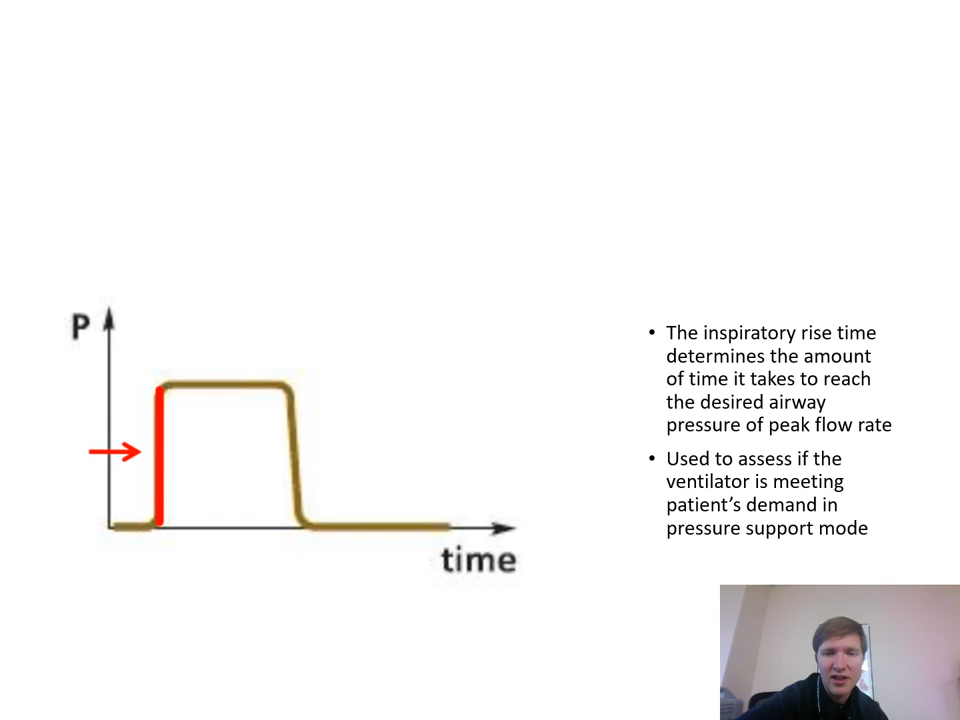 P
time
• The inspiratory rise time
determines the amount
of time it takes to reach
the desired airway
pressure of peak flow rate
• Used to assess if the
ventilator is meeting
patient’s demand in
pressure support mode